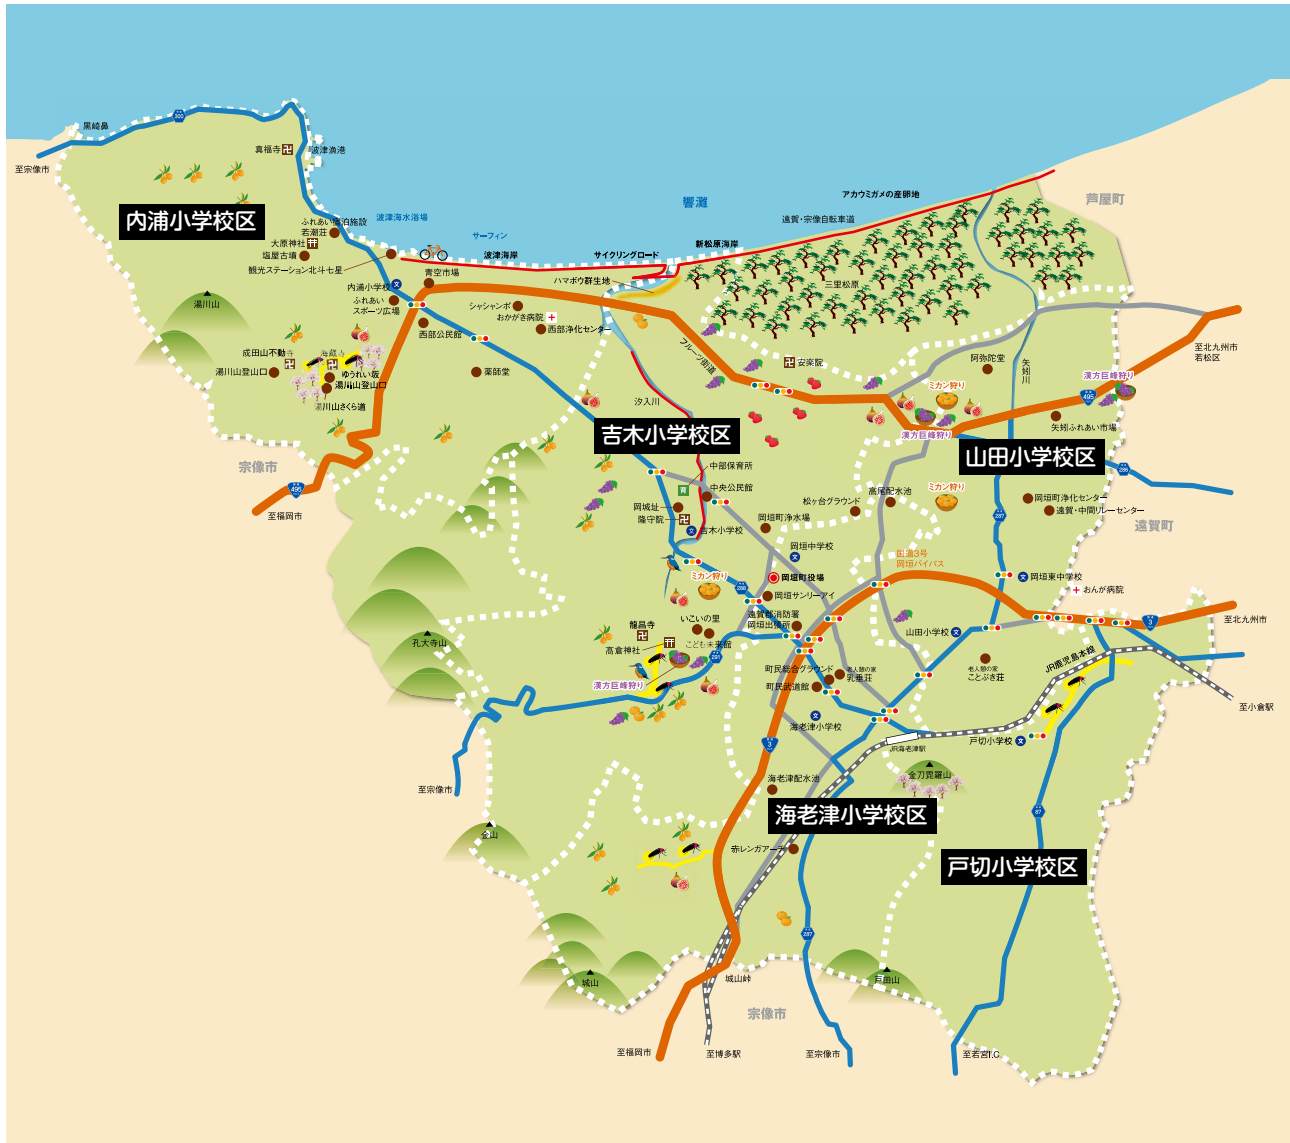 黒崎鼻
300
至宗像市
真福寺
波津漁港
内浦小学校区
ふれあい宿泊施設
若潮荘
大原神社
塩屋古墳
観光ステーション北斗七星
波津海水浴場
サーフィン
響灘
アカウミガメの産卵地
遠賀・宗像自転車道
芦屋町
波津海岸
サイクリングロード
新松原海岸
青空市場
ハマボウ群生地
三里松原
内浦小学校
ふれあい
スポーツ広場
湯川山
シャシャンボ
おかがき病院
西部浄化センター
西部公民館
フルーツ街道
成田山不動寺
海蔵寺
湯川山登山口
ゆうれい坂
湯川山登山口
湯川山さくら道
薬師堂
安楽院
阿弥陀堂
矢矧川
至北九州市
若松区
漢方巨峰狩り
ミカン狩り
495
汐入川
矢矧ふれあい市場
漢方巨峰狩り
吉木小学校区
山田小学校区
宗像市
495
至福岡市
中部保育所
育
中央公民館
286
ミカン狩り
高尾配水池
松ヶ台グラウンド
岡垣町浄化センター
遠賀・中間リレーセンター
岡城址
隆守院
吉木小学校
岡垣町浄水場
287
遠賀町
岡垣中学校
国道3号
岡垣バイパス
ミカン狩り
岡垣町役場
岡垣東中学校
おんが病院
岡垣サンリーアイ
遠賀郡消防署
岡垣出張所
いこいの里
こども未来館
龍昌寺
高倉神社
孔大寺山
山田小学校
3
至北九州市
漢方巨峰狩り
町民総合グラウンド
老人憩の家
乳垂荘
町民武道館
老人憩の家
ことぶき荘
JR鹿児島本線
至小倉駅
海老津小学校
3
JR海老津駅
戸切小学校
至宗像市
海老津配水池
金刀毘羅山
海老津小学校区
87
金山
赤レンガアーチ
戸切小学校区
287
城山
城山峠
戸田山
宗像市
至福岡市
至博多駅
至宗像市
至若宮I.C